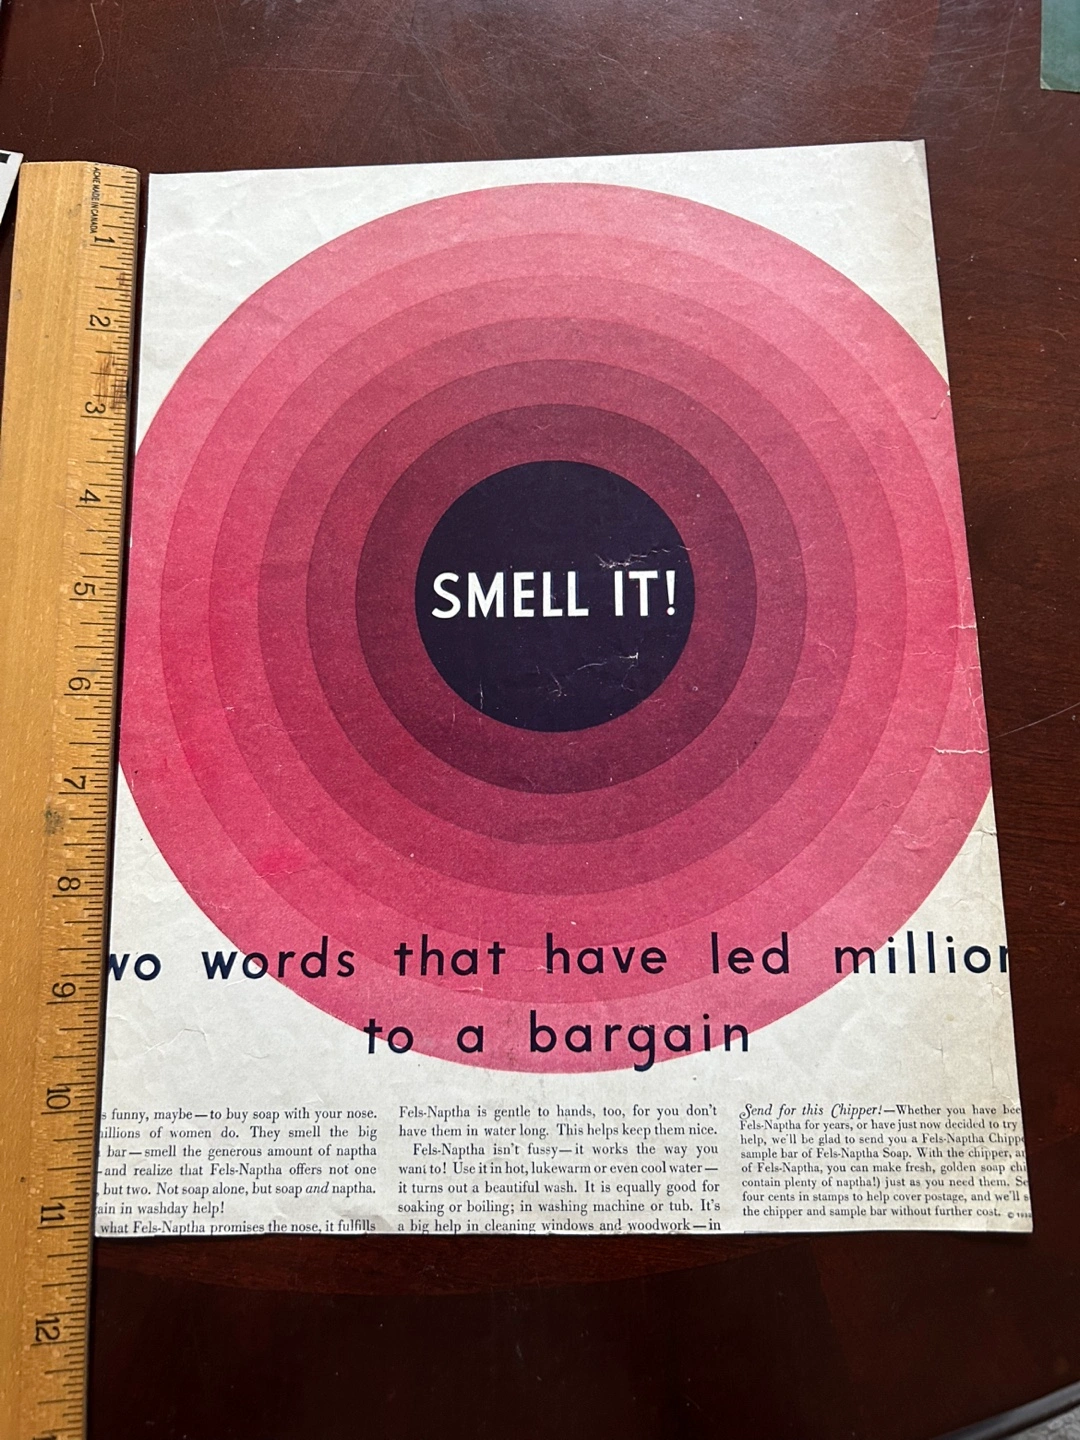 ACME MADE IN CANADA
1
2
3
4
5
6
7
8
9
10
11
12
SMELL IT!
wo words that have led million
to a bargain
s funny, maybe—to buy soap with your nose.
illions of women do. They smell the big
bar—smell the generous amount of naptha
—and realize that Fels-Naptha offers not one
but two. Not soap alone, but soap and naptha.
ain in washday help!
what Fels-Naptha promises the nose, it fulfills
Fels-Naptha is gentle to hands, too, for you don't
have them in water long. This helps keep them nice.
Fels-Naptha isn't fussy—it works the way you
want to! Use it in hot, lukewarm or even cool water—
it turns out a beautiful wash. It is equally good for
soaking or boiling; in washing machine or tub. It's
a big help in cleaning windows and woodwork—in
Send for this Chipper!—Whether you have bee
Fels-Naptha for years, or have just now decided to try
help, we'll be glad to send you a Fels-Naptha Chippe
sample bar of Fels-Naptha Soap. With the chipper, an
of Fels-Naptha, you can make fresh, golden soap chi
contain plenty of naptha!) just as you need them. Se
four cents in stamps to help cover postage, and we'll s
the chipper and sample bar without further cost. ©